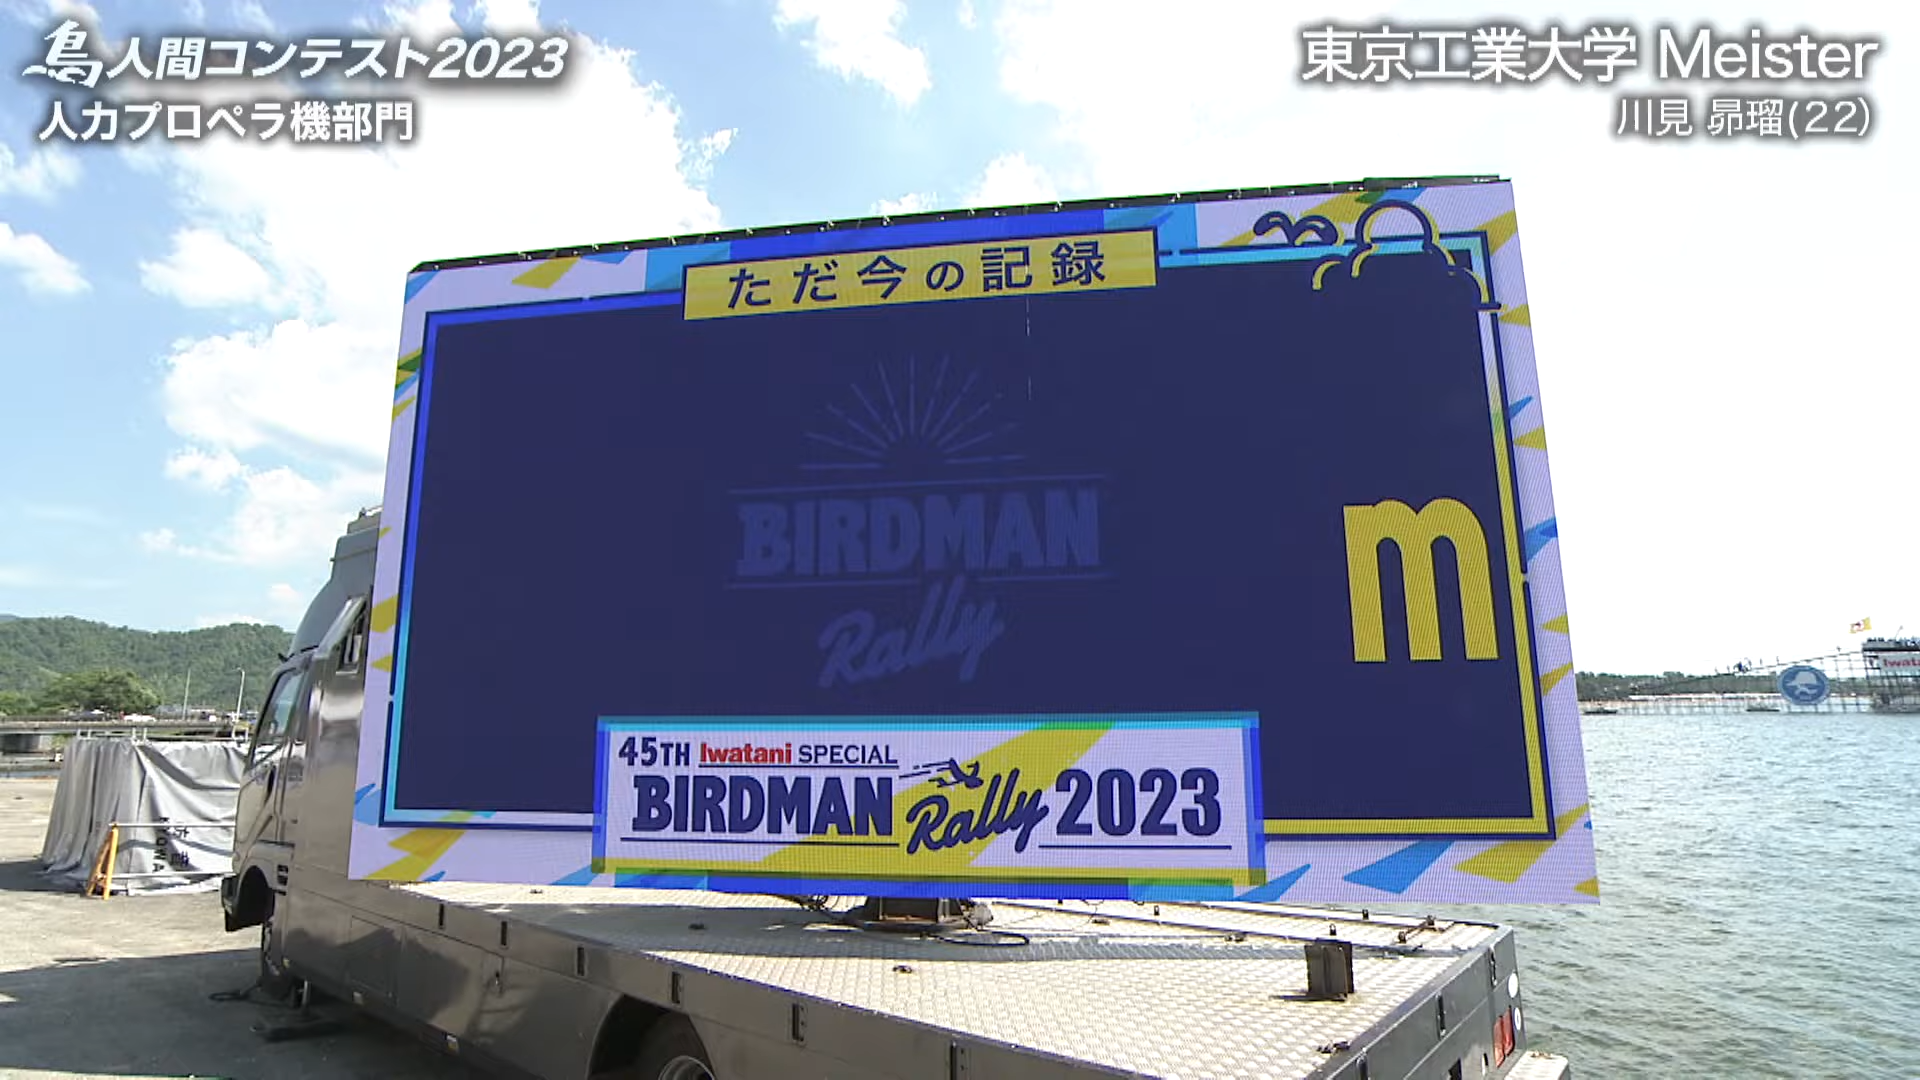 鳥人間コンテスト2023
人力プロペラ機部門
東京工業大学 Meister
川見 昴瑠(22)
ただ今の記録
BIRDMAN
Rally
m
45TH Iwatani SPECIAL
BIRDMAN Rally 2023